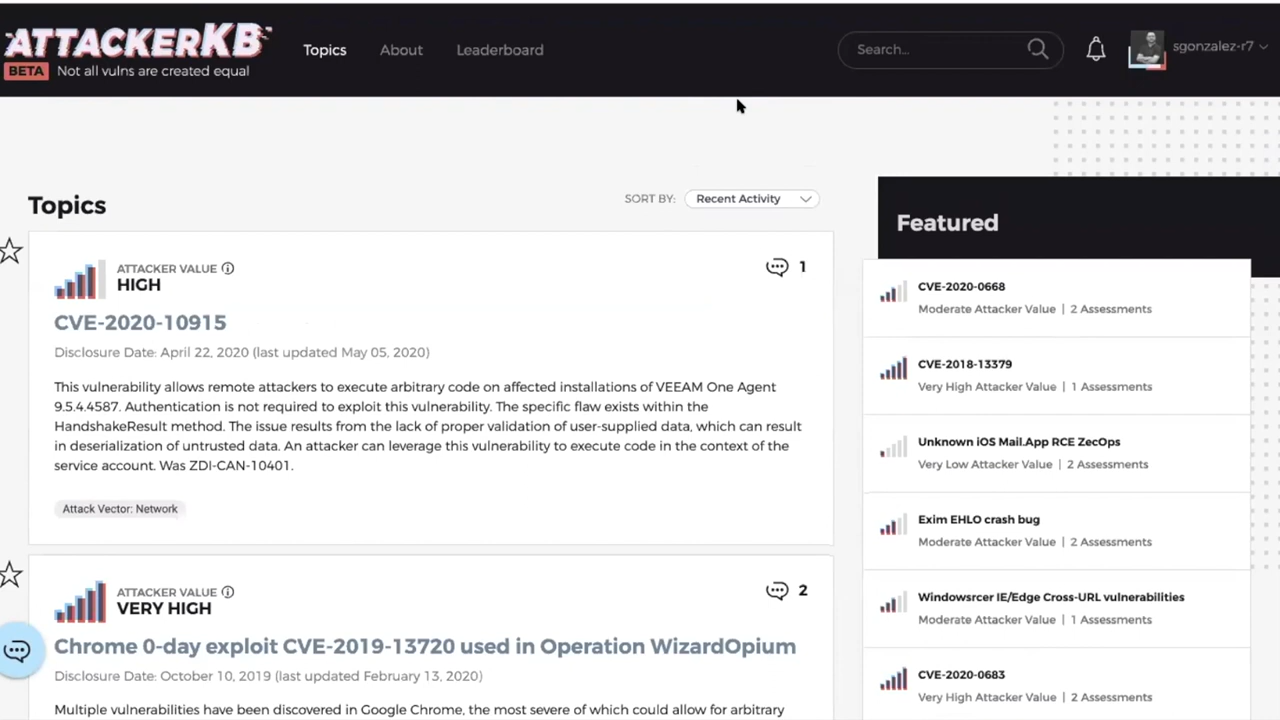 ATTACKERKB
BETA Not all vulns are created equal
Topics About Leaderboard
Search...
sgonzalez-r7
Topics
SORT BY: Recent Activity
ATTACKER VALUE
HIGH
1
CVE-2020-10915
Disclosure Date: April 22, 2020 (last updated May 05, 2020)
This vulnerability allows remote attackers to execute arbitrary code on affected installations of VEEAM One Agent
9.5.4.4587. Authentication is not required to exploit this vulnerability. The specific flaw exists within the
HandshakeResult method. The issue results from the lack of proper validation of user-supplied data, which can result
in deserialization of untrusted data. An attacker can leverage this vulnerability to execute code in the context of the
service account. Was ZDI-CAN-10401.
Attack Vector: Network
ATTACKER VALUE
VERY HIGH
2
Chrome 0-day exploit CVE-2019-13720 used in Operation WizardOpium
Disclosure Date: October 10, 2019 (last updated February 13, 2020)
Multiple vulnerabilities have been discovered in Google Chrome, the most severe of which could allow for arbitrary
Featured
CVE-2020-0668
Moderate Attacker Value | 2 Assessments
CVE-2018-13379
Very High Attacker Value | 1 Assessments
Unknown iOS Mail.App RCE ZecOps
Very Low Attacker Value | 2 Assessments
Exim EHLO crash bug
Moderate Attacker Value | 2 Assessments
Windowsrcer IE/Edge Cross-URL vulnerabilities
Moderate Attacker Value | 1 Assessments
CVE-2020-0683
Very High Attacker Value | 2 Assessments